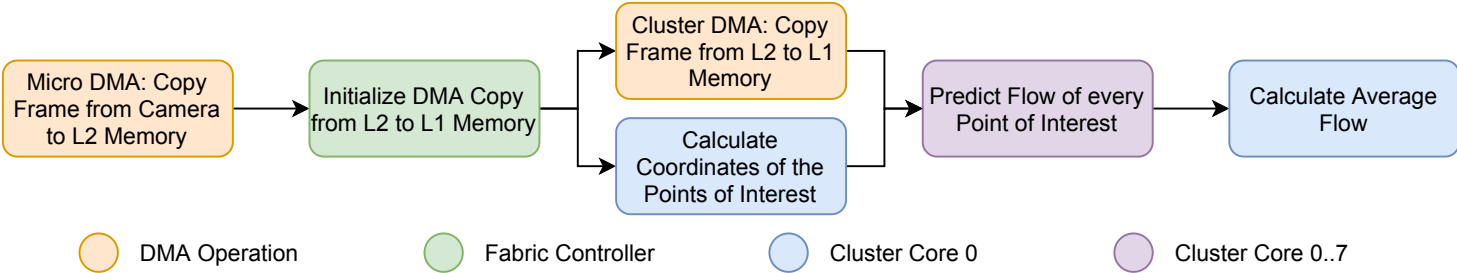 Micro DMA: Copy
Frame from Camera
to L2 Memory
Initialize DMA Copy
from L2 to L1 Memory
Cluster DMA: Copy
Frame from L2 to L1
Memory
Calculate
Coordinates of the
Points of Interest
Predict Flow of every
Point of Interest
Calculate Average
Flow
DMA Operation
Fabric Controller
Cluster Core 0
Cluster Core 0..7